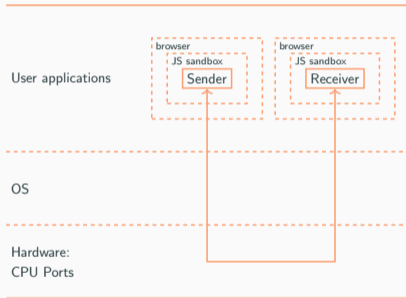 browser
browser
JS sandbox
JS sandbox
User applications
Sender
Receiver
OS
Hardware:
CPU Ports